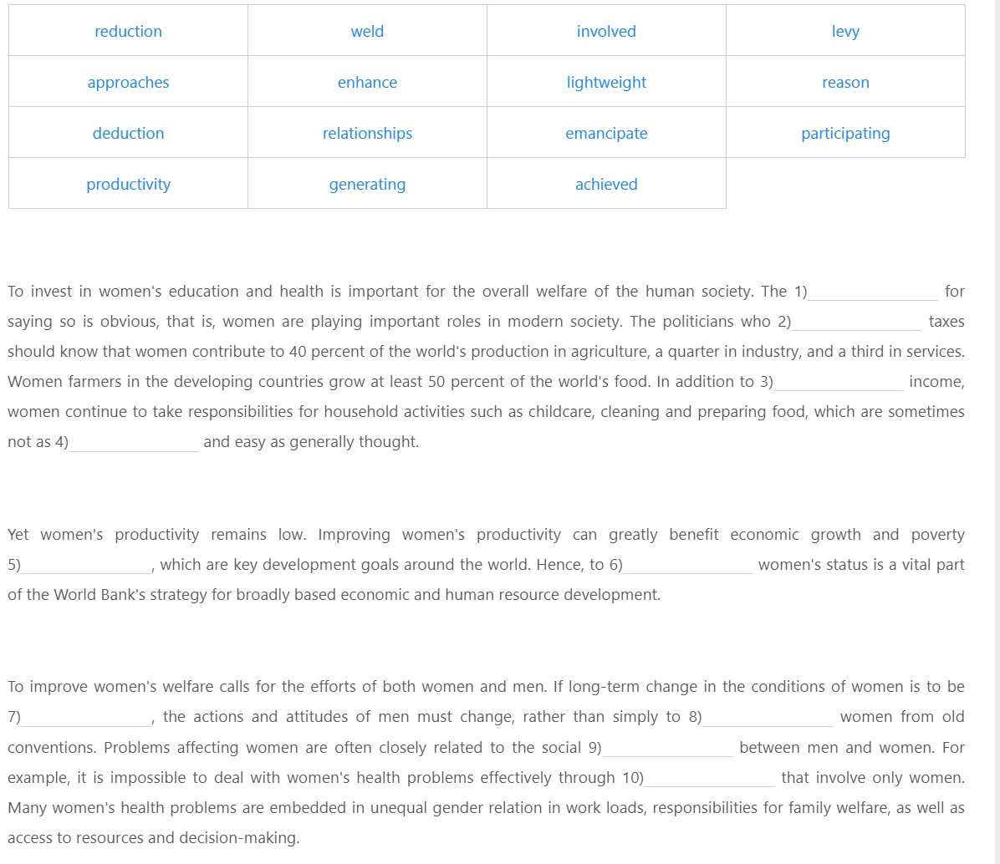 reduction weld involved levy
approaches enhance lightweight reason
deduction relationships emancipate participating
productivity generating achieved
To invest in women's education and health is important for the overall welfare of the human society. The 1)________________ for
saying so is obvious, that is, women are playing important roles in modern society. The politicians who 2)________________ taxes
should know that women contribute to 40 percent of the world's production in agriculture, a quarter in industry, and a third in services.
Women farmers in the developing countries grow at least 50 percent of the world's food. In addition to 3)________________ income,
women continue to take responsibilities for household activities such as childcare, cleaning and preparing food, which are sometimes
not as 4)________________ and easy as generally thought.
Yet women's productivity remains low. Improving women's productivity can greatly benefit economic growth and poverty
5)________________, which are key development goals around the world. Hence, to 6)________________ women's status is a vital part
of the World Bank's strategy for broadly based economic and human resource development.
To improve women's welfare calls for the efforts of both women and men. If long-term change in the conditions of women is to be
7)________________, the actions and attitudes of men must change, rather than simply to 8)________________ women from old
conventions. Problems affecting women are often closely related to the social 9)________________ between men and women. For
example, it is impossible to deal with women's health problems effectively through 10)________________ that involve only women.
Many women's health problems are embedded in unequal gender relation in work loads, responsibilities for family welfare, as well as
access to resources and decision-making.